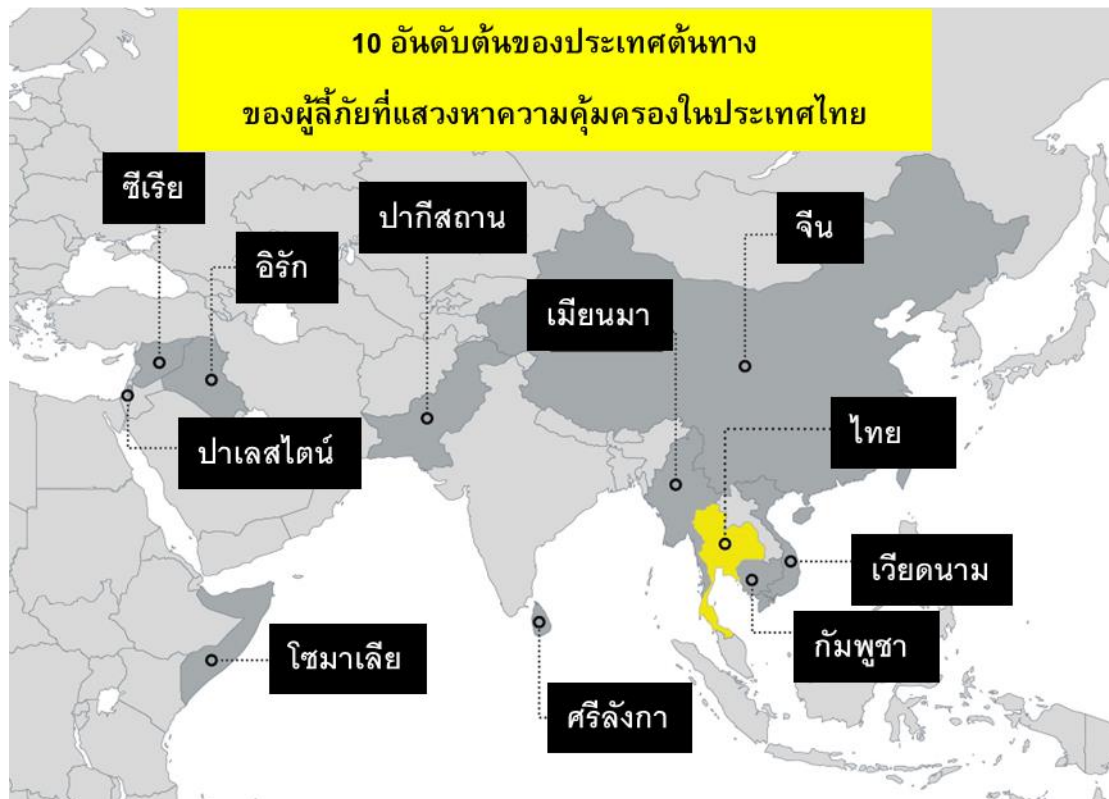 10 อันดับต้นของประเทศต้นทาง
ของผู้ลี้ภัยที่แสวงหาความคุ้มครองในประเทศไทย
ซีเรีย
ปากีสถาน
จีน
อิรัก
เมียนมา
ไทย
ปาเลสไตน์
เวียดนาม
กัมพูชา
โซมาเลีย
ศรีลังกา